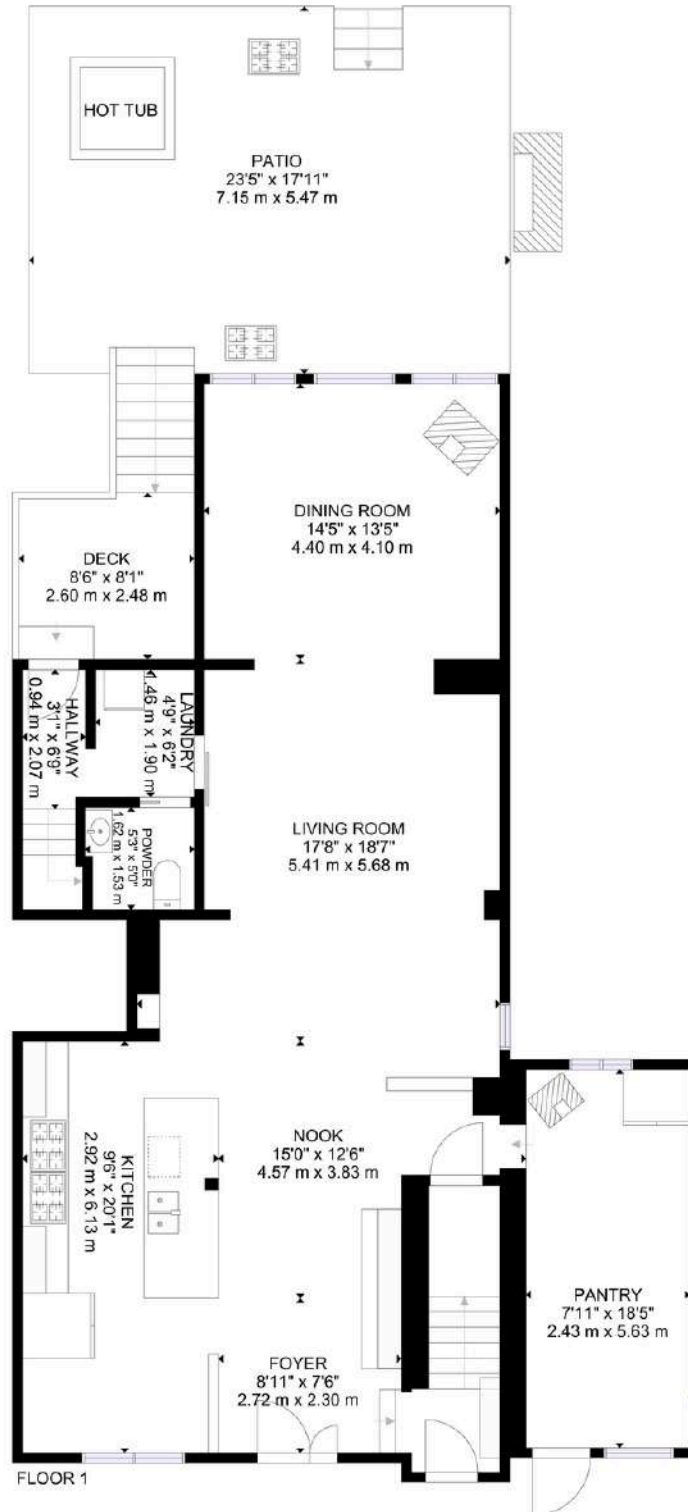 HOT TUB
PATIO
23'5" x 17'11"
7.15 m x 5.47 m
DINING ROOM
14'5" x 13'5"
4.40 m x 4.10 m
DECK
8'6" x 8'1"
2.60 m x 2.48 m
HALLWAY
3'1" x 6'9"
0.94 m x 2.07 m
LAUNDRY
4'9" x 6'2"
1.46 m x 1.90 m
POWDER
5'3" x 5'0"
1.62 m x 1.53 m
LIVING ROOM
17'8" x 18'7"
5.41 m x 5.68 m
KITCHEN
9'6" x 20'1"
2.92 m x 6.13 m
NOOK
15'0" x 12'6"
4.57 m x 3.83 m
PANTRY
7'11" x 18'5"
2.43 m x 5.63 m
FOYER
8'11" x 7'6"
2.72 m x 2.30 m
FLOOR 1